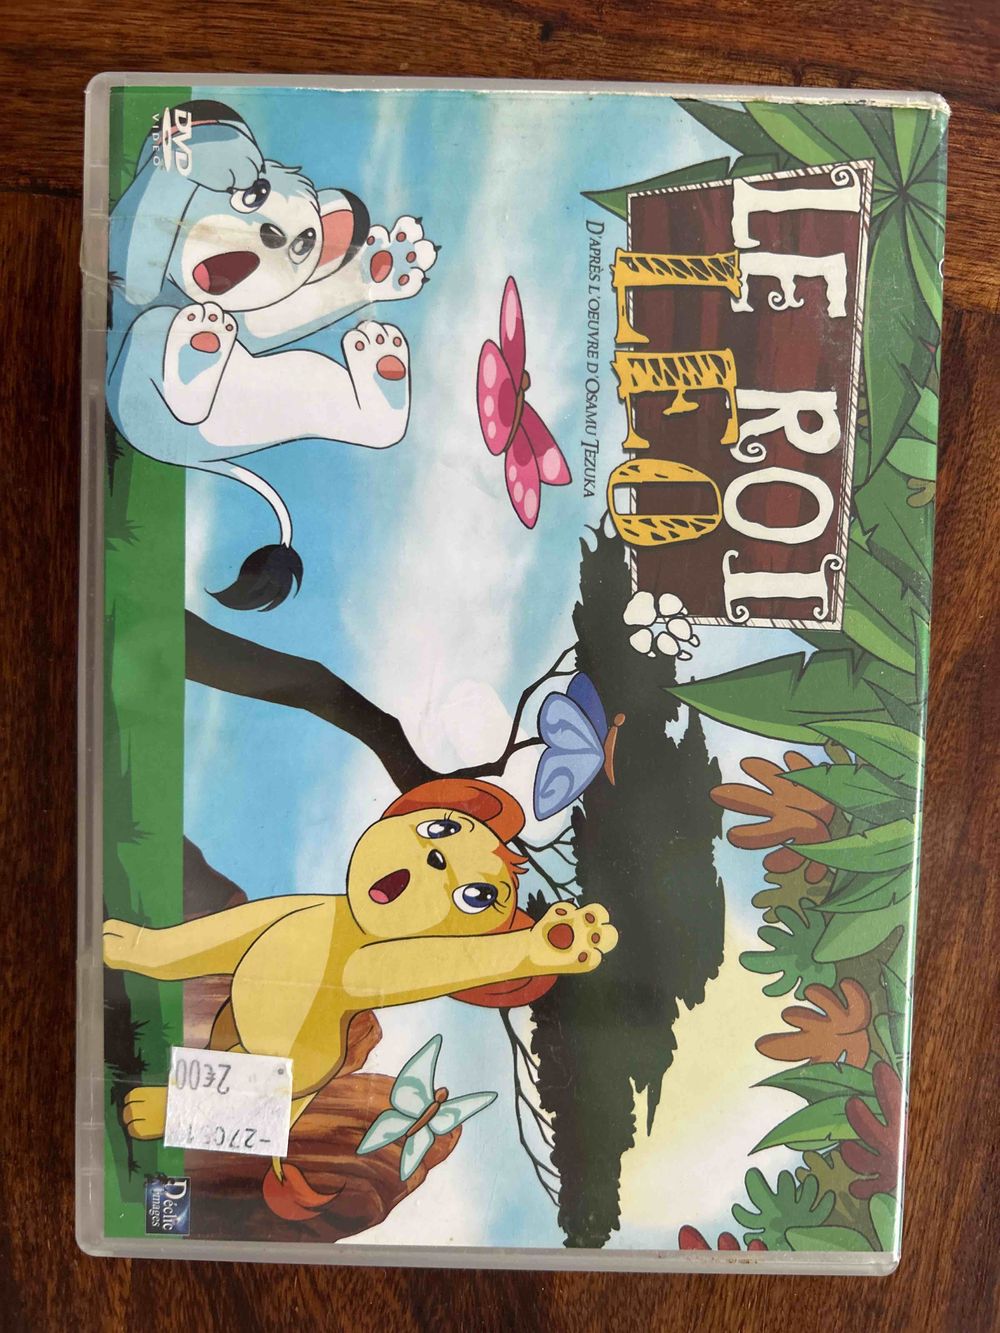 LE ROI
LEO
D'APRÈS L'OEUVRE D'OSAMU TEZUKA
DVD
VIDEO
2€00
Déclic
Images